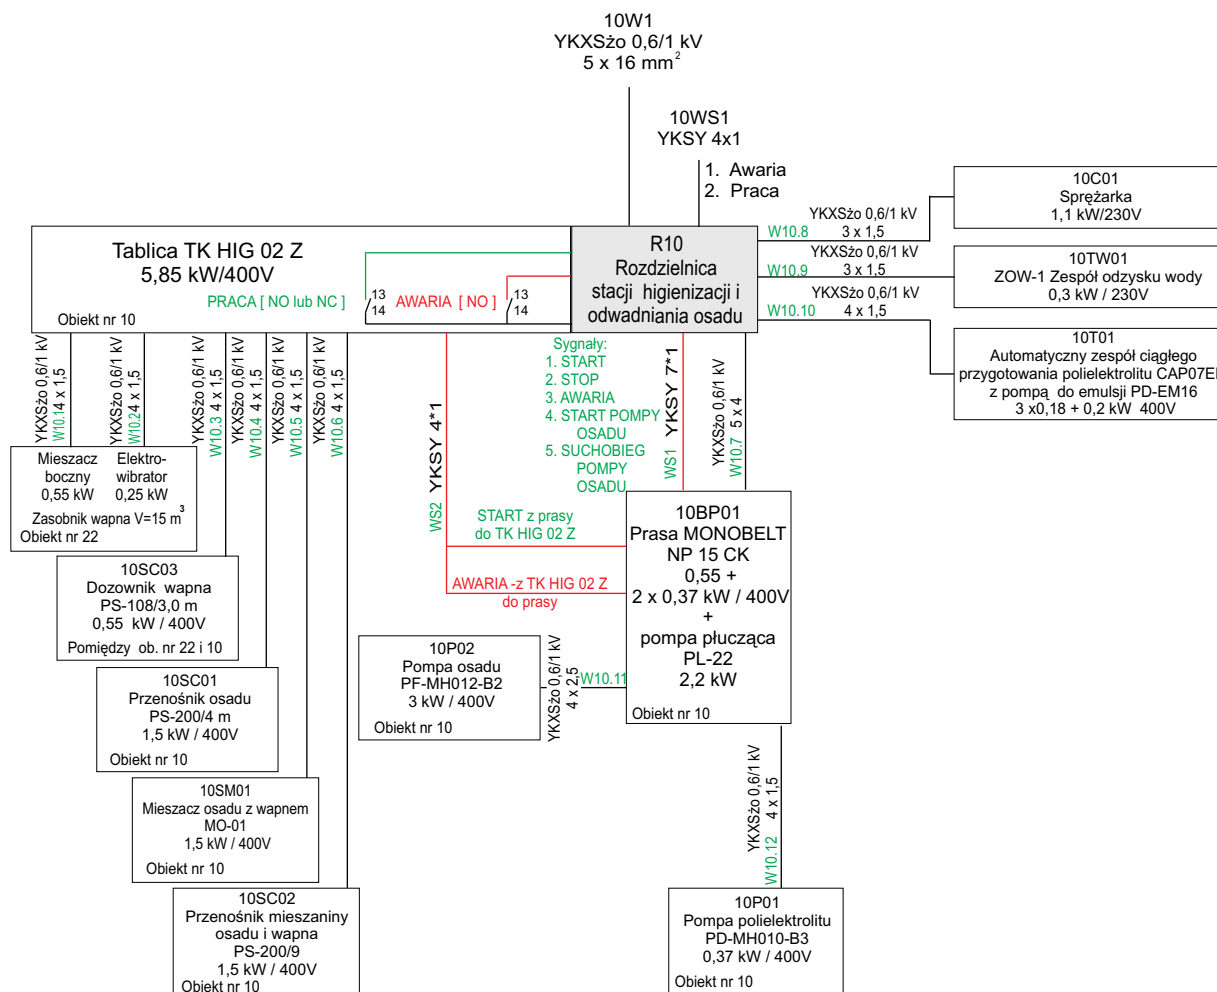 10W1
YKXSżo 0,6/1 kV
5 x 16 mm²
10WS1
YKSY 4x1
1. Awaria
2. Praca
Tablica TK HIG 02 Z
5,85 kW/400V
PRACA [ NO lub NC ]
13
14
AWARIA [ NO ]
13
14
Obiekt nr 10
R10
Rozdzielnica
stacji higienizacji i
odwadniania osadu
W10.8
YKXSżo 0,6/1 kV
3 x 1,5
W10.9
YKXSżo 0,6/1 kV
3 x 1,5
W10.10
YKXSżo 0,6/1 kV
4 x 1,5
10C01
Sprężarka
1,1 kW/230V
10TW01
ZOW-1 Zespół odzysku wody
0,3 kW / 230V
10T01
Automatyczny zespół ciągłego
przygotowania polielektrolitu CAP07E
z pompą do emulsji PD-EM16
3 x0,18 + 0,2 kW 400V
YKXSżo 0,6/1 kV
W10.1 4 x 1,5
YKXSżo 0,6/1 kV
W10.2 4 x 1,5
YKXSżo 0,6/1 kV
W10.3 4 x 1,5
YKXSżo 0,6/1 kV
W10.4 4 x 1,5
YKXSżo 0,6/1 kV
W10.5 4 x 1,5
YKXSżo 0,6/1 kV
W10.6 4 x 1,5
WS2 YKSY 4*1
Sygnały:
1. START
2. STOP
3. AWARIA
4. START POMPY
OSADU
5. SUCHOBIEG
POMPY
OSADU
WS1 YKSY 7*1
YKXSżo 0,6/1 kV
W10.7 5 x 4
Mieszacz
boczny
0,55 kW
Elektro-
wibrator
0,25 kW
Zasobnik wapna V=15 m³
Obiekt nr 22
10SC03
Dozownik wapna
PS-108/3,0 m
0,55 kW / 400V
Pomiędzy ob. nr 22 i 10
10SC01
Przenośnik osadu
PS-200/4 m
1,5 kW / 400V
Obiekt nr 10
10SM01
Mieszacz osadu z wapnem
MO-01
1,5 kW / 400V
Obiekt nr 10
10SC02
Przenośnik mieszaniny
osadu i wapna
PS-200/9
1,5 kW / 400V
Obiekt nr 10
START z prasy
do TK HIG 02 Z
AWARIA -z TK HIG 02 Z
do prasy
10BP01
Prasa MONOBELT
NP 15 CK
0,55 +
2 x 0,37 kW / 400V
+
pompa płucząca
PL-22
2,2 kW
Obiekt nr 10
10P02
Pompa osadu
PF-MH012-B2
3 kW / 400V
Obiekt nr 10
YKXSżo 0,6/1 kV
4 x 2,5
W10.11
YKXSżo 0,6/1 kV
4 x 1,5
W10.12
10P01
Pompa polielektrolitu
PD-MH010-B3
0,37 kW / 400V
Obiekt nr 10